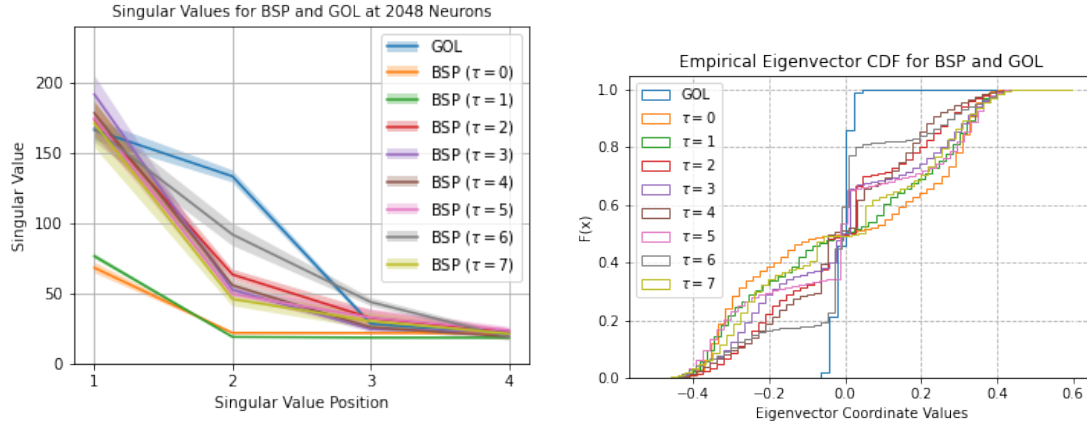 Singular Values for BSP and GOL at 2048 Neurons
Singular Value
200
150
100
50
0
1
2
3
4
Singular Value Position
GOL
BSP (τ = 0)
BSP (τ = 1)
BSP (τ = 2)
BSP (τ = 3)
BSP (τ = 4)
BSP (τ = 5)
BSP (τ = 6)
BSP (τ = 7)
Empirical Eigenvector CDF for BSP and GOL
F(x)
1.0
0.8
0.6
0.4
0.2
0.0
−0.4
−0.2
0.0
0.2
0.4
0.6
Eigenvector Coordinate Values
GOL
τ = 0
τ = 1
τ = 2
τ = 3
τ = 4
τ = 5
τ = 6
τ = 7